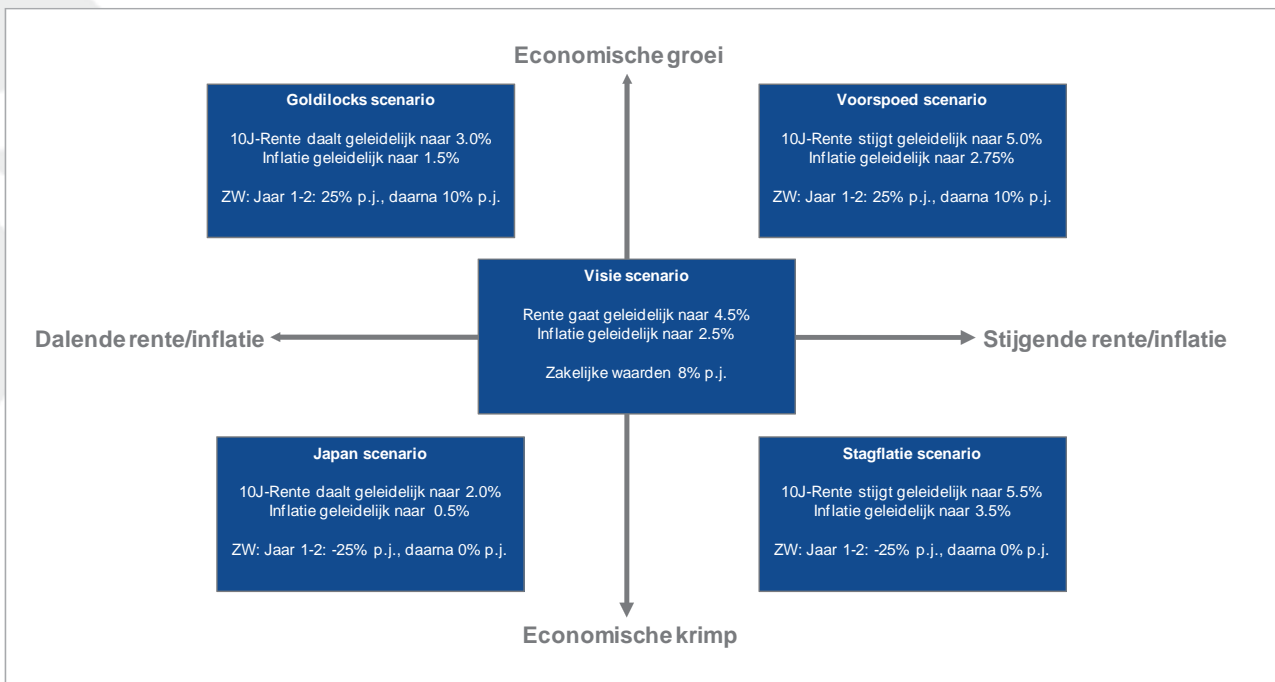 Economische groei
Goldilocks scenario
10J-Rente daalt geleidelijk naar 3.0%
Inflatie geleidelijk naar 1.5%
ZW: Jaar 1-2: 25% p.j., daarna 10% p.j.
Voorspoed scenario
10J-Rente stijgt geleidelijk naar 5.0%
Inflatie geleidelijk naar 2.75%
ZW: Jaar 1-2: 25% p.j., daarna 10% p.j.
Visie scenario
Rente gaat geleidelijk naar 4.5%
Inflatie geleidelijk naar 2.5%
Zakelijke waarden 8% p.j.
Dalende rente/inflatie
Stijgende rente/inflatie
Japan scenario
10J-Rente daalt geleidelijk naar 2.0%
Inflatie geleidelijk naar 0.5%
ZW: Jaar 1-2: -25% p.j., daarna 0% p.j.
Stagflatie scenario
10J-Rente stijgt geleidelijk naar 5.5%
Inflatie geleidelijk naar 3.5%
ZW: Jaar 1-2: -25% p.j., daarna 0% p.j.
Economische krimp